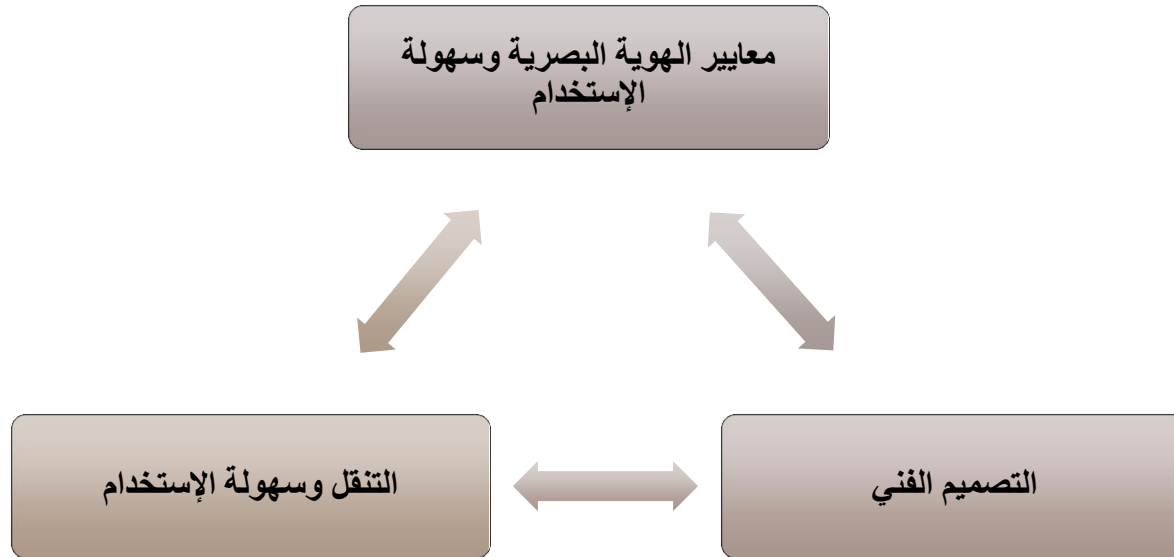 معايير الهوية البصرية وسهولة
الإستخدام
التصميم الفني
التنقل وسهولة الإستخدام